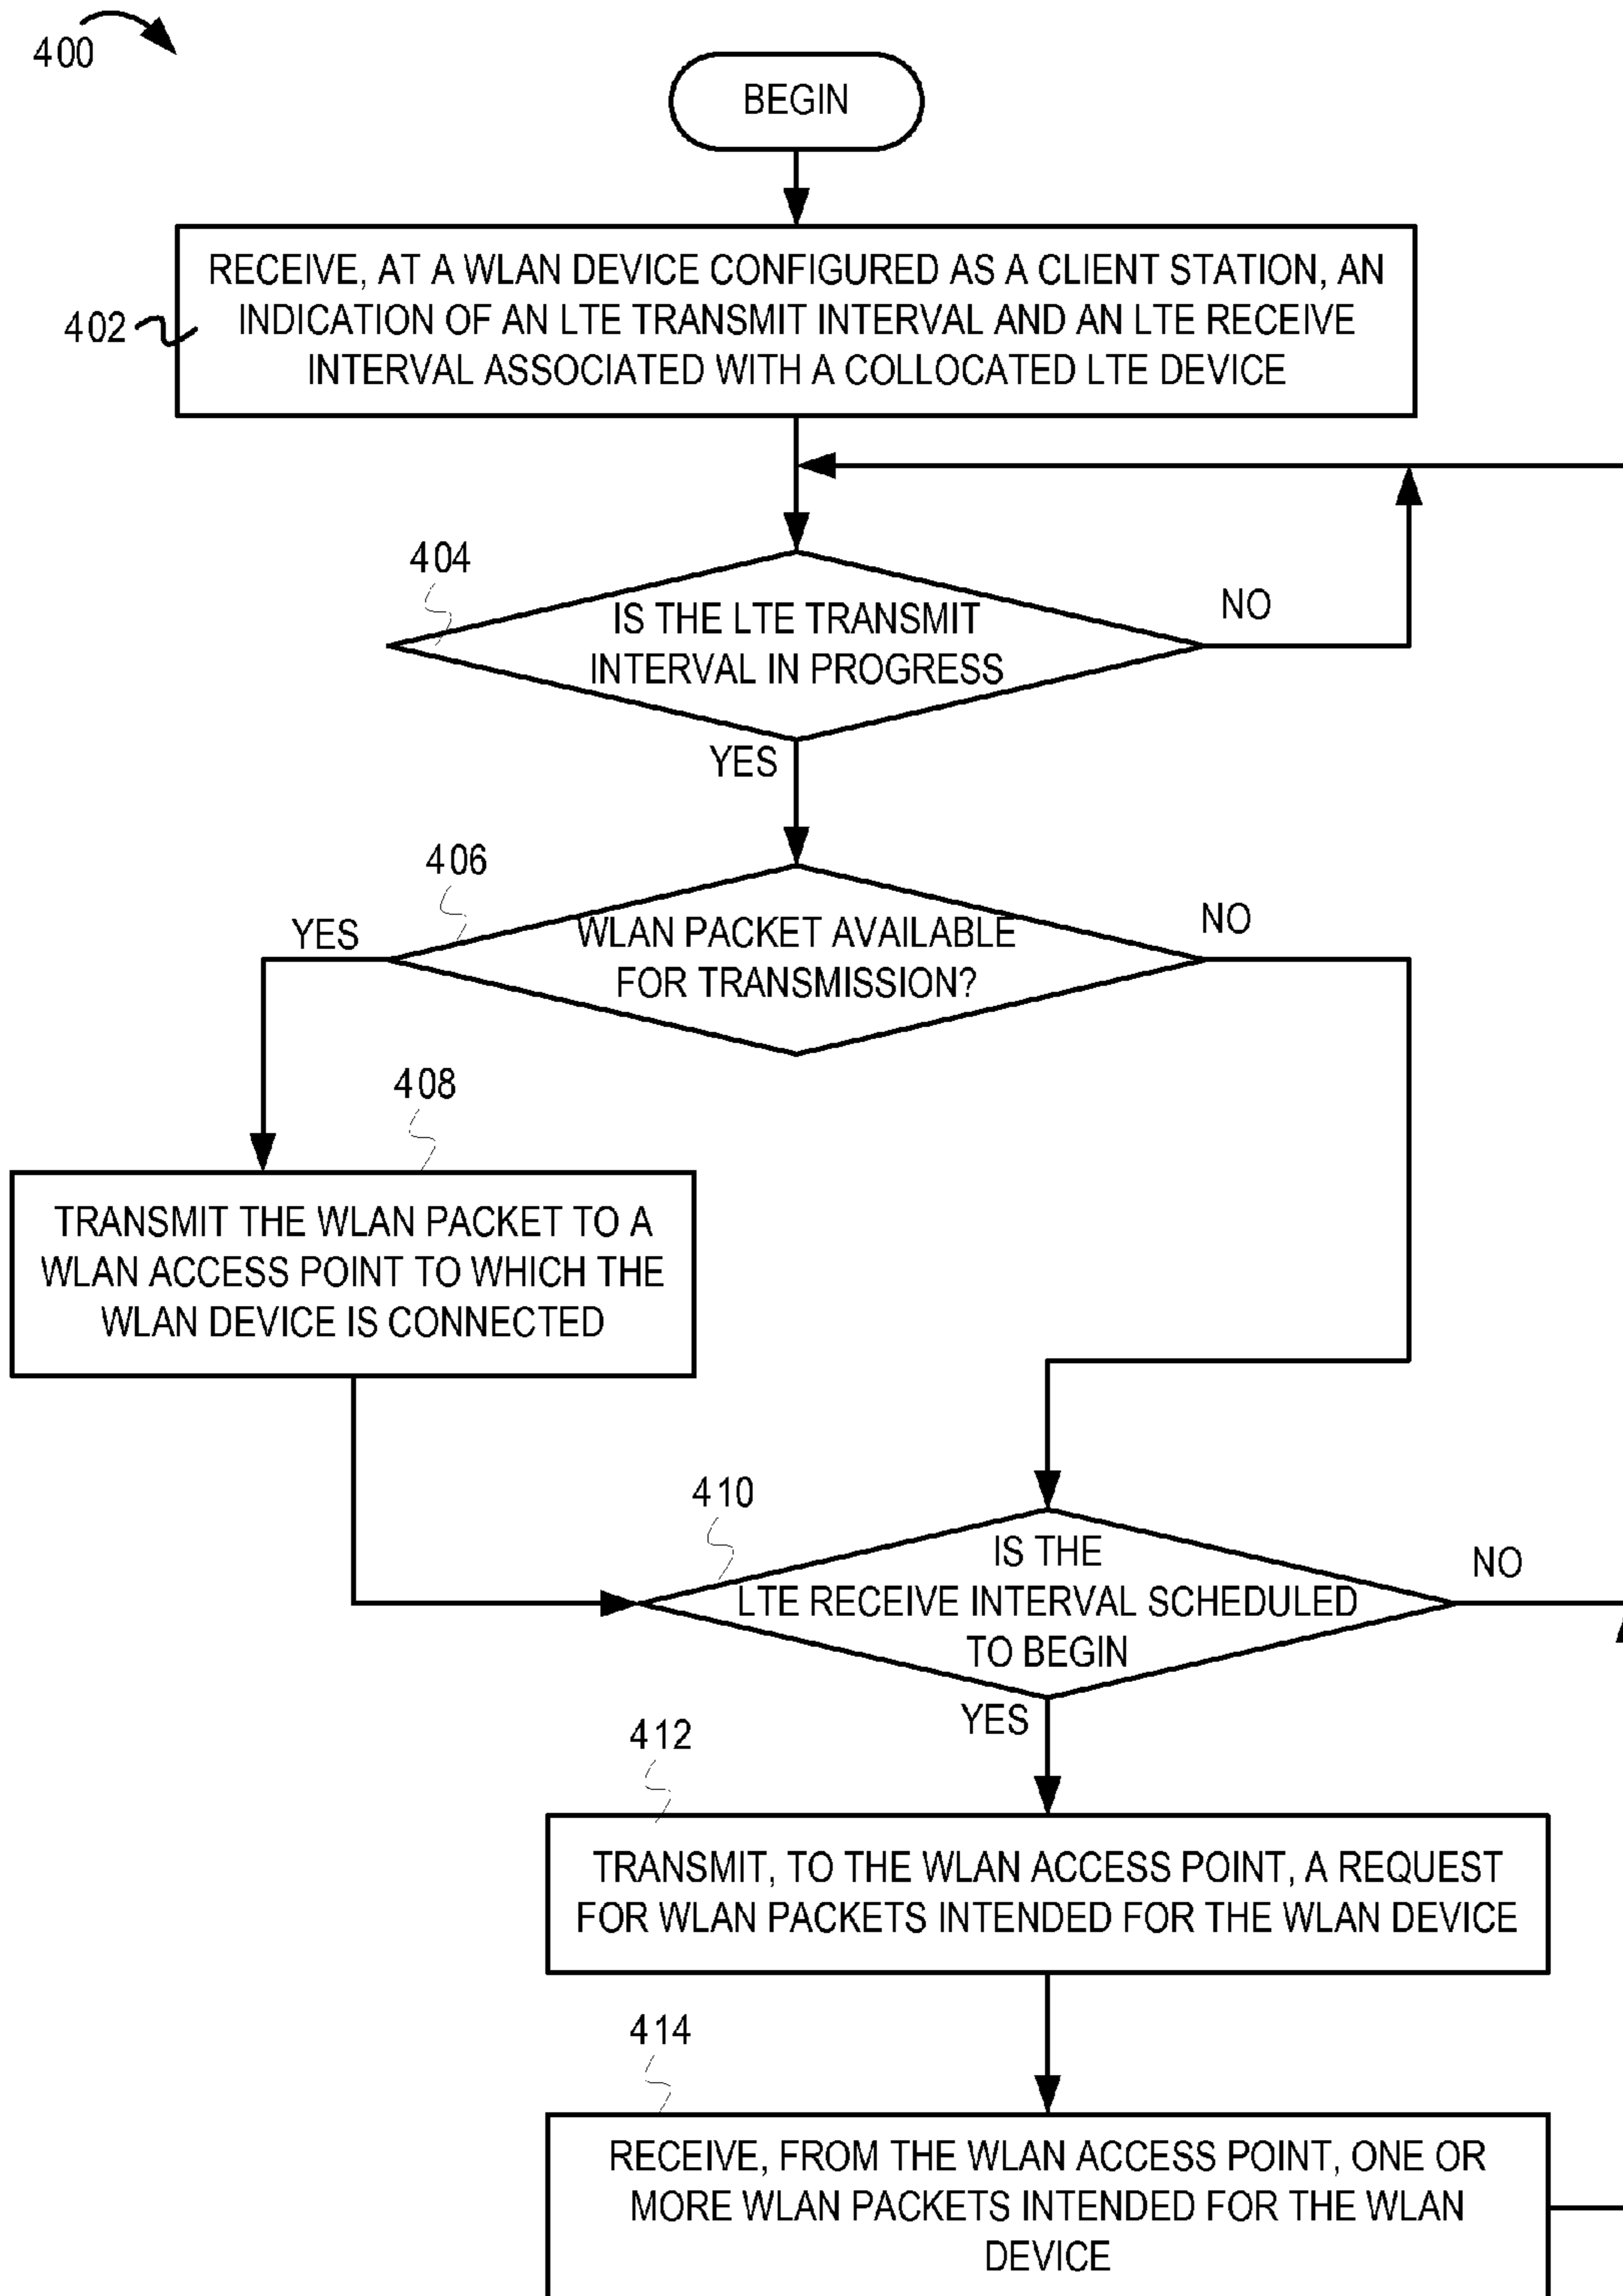 400
BEGIN
402
RECEIVE, AT A WLAN DEVICE CONFIGURED AS A CLIENT STATION, AN
INDICATION OF AN LTE TRANSMIT INTERVAL AND AN LTE RECEIVE
INTERVAL ASSOCIATED WITH A COLLOCATED LTE DEVICE
404
IS THE LTE TRANSMIT
INTERVAL IN PROGRESS
NO
YES
406
WLAN PACKET AVAILABLE
FOR TRANSMISSION?
YES
NO
408
TRANSMIT THE WLAN PACKET TO A
WLAN ACCESS POINT TO WHICH THE
WLAN DEVICE IS CONNECTED
410
IS THE
LTE RECEIVE INTERVAL SCHEDULED
TO BEGIN
NO
YES
412
TRANSMIT, TO THE WLAN ACCESS POINT, A REQUEST
FOR WLAN PACKETS INTENDED FOR THE WLAN DEVICE
414
RECEIVE, FROM THE WLAN ACCESS POINT, ONE OR
MORE WLAN PACKETS INTENDED FOR THE WLAN
DEVICE